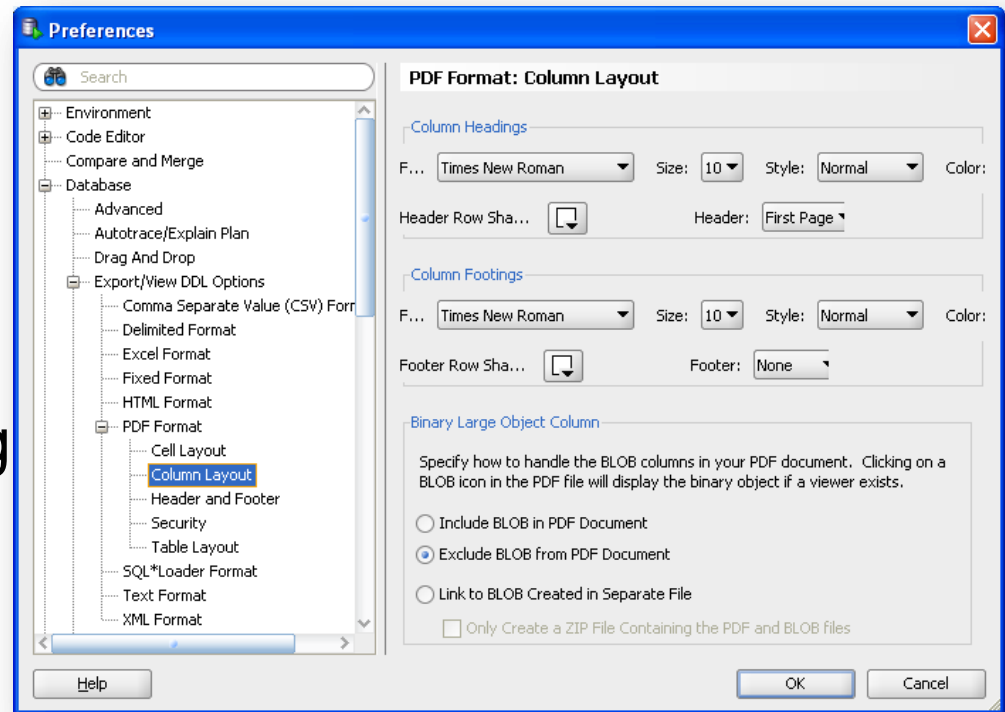 Preferences
Search
Environment
Code Editor
Compare and Merge
Database
Advanced
Autotrace/Explain Plan
Drag And Drop
Export/View DDL Options
Comma Separate Value (CSV) Forr
Delimited Format
Excel Format
Fixed Format
HTML Format
PDF Format
Cell Layout
Column Layout
Header and Footer
Security
Table Layout
SQL*Loader Format
Text Format
XML Format
g
PDF Format: Column Layout
Column Headings
F... Times New Roman Size: 10 Style: Normal Color:
Header Row Sha... Header: First Page
Column Footings
F... Times New Roman Size: 10 Style: Normal Color:
Footer Row Sha... Footer: None
Binary Large Object Column
Specify how to handle the BLOB columns in your PDF document. Clicking on a
BLOB icon in the PDF file will display the binary object if a viewer exists.
Include BLOB in PDF Document
Exclude BLOB from PDF Document
Link to BLOB Created in Separate File
Only Create a ZIP File Containing the PDF and BLOB files
Help OK Cancel